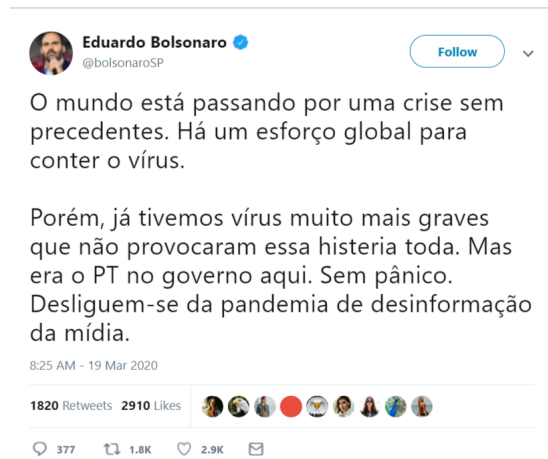 Eduardo Bolsonaro
@bolsonaroSP
Follow
O mundo está passando por uma crise sem
precedentes. Há um esforço global para
conter o vírus.
Porém, já tivemos vírus muito mais graves
que não provocaram essa histeria toda. Mas
era o PT no governo aqui. Sem pânico.
Desliguem-se da pandemia de desinformação
da mídia.
8:25 AM - 19 Mar 2020
1820 Retweets 2910 Likes
377 1.8K 2.9K